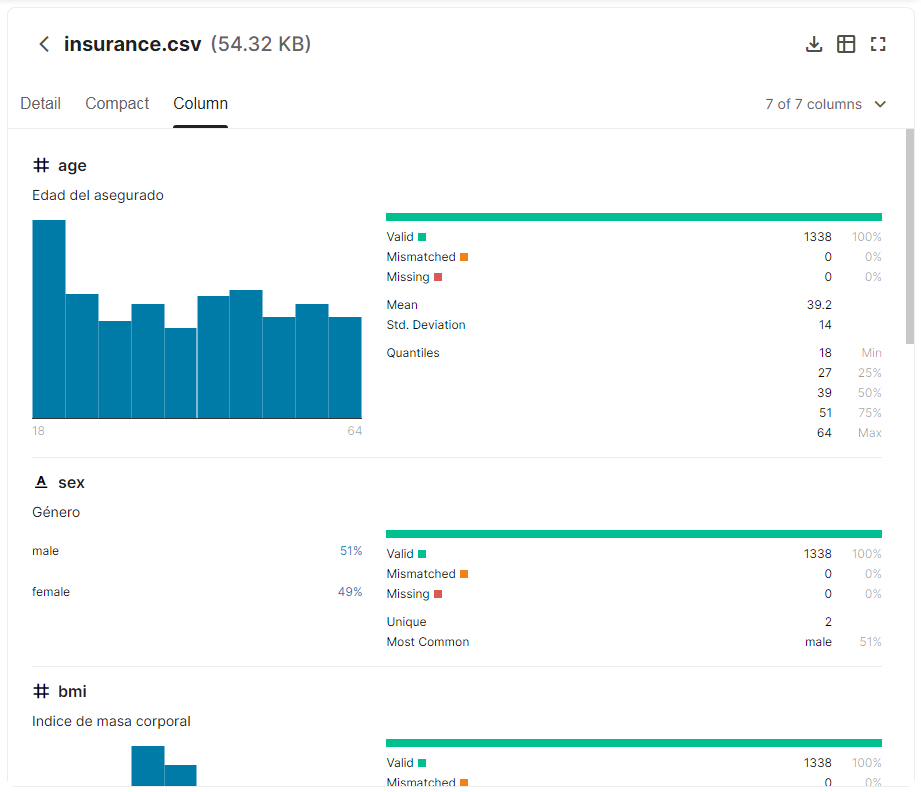 insurance.csv (54.32 KB)
Detail Compact Column 7 of 7 columns
age
Edad del asegurado
18 64
Valid 1338 100%
Mismatched 0 0%
Missing 0 0%
Mean 39.2
Std. Deviation 14
Quantiles 18 Min
27 25%
39 50%
51 75%
64 Max
A sex
Género
male 51%
female 49%
Valid 1338 100%
Mismatched 0 0%
Missing 0 0%
Unique 2
Most Common male 51%
bmi
Indice de masa corporal
Valid 1338 100%
Mismatched 0 0%